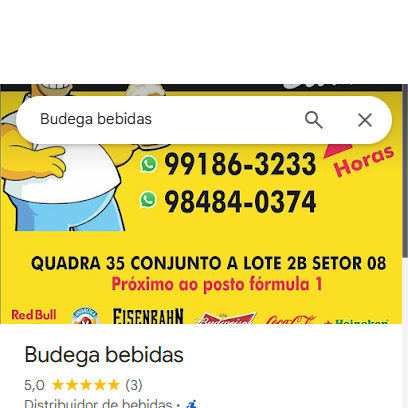 Budega bebidas
99186-3233
Horas
98484-0374
QUADRA 35 CONJUNTO A LOTE 2B SETOR 08
Próximo ao posto fórmula 1
Red Bull EISENBAHN Budweiser Coca-Cola Heineken
Budega bebidas
5,0 (3)
Distribuidor de bebidas ·